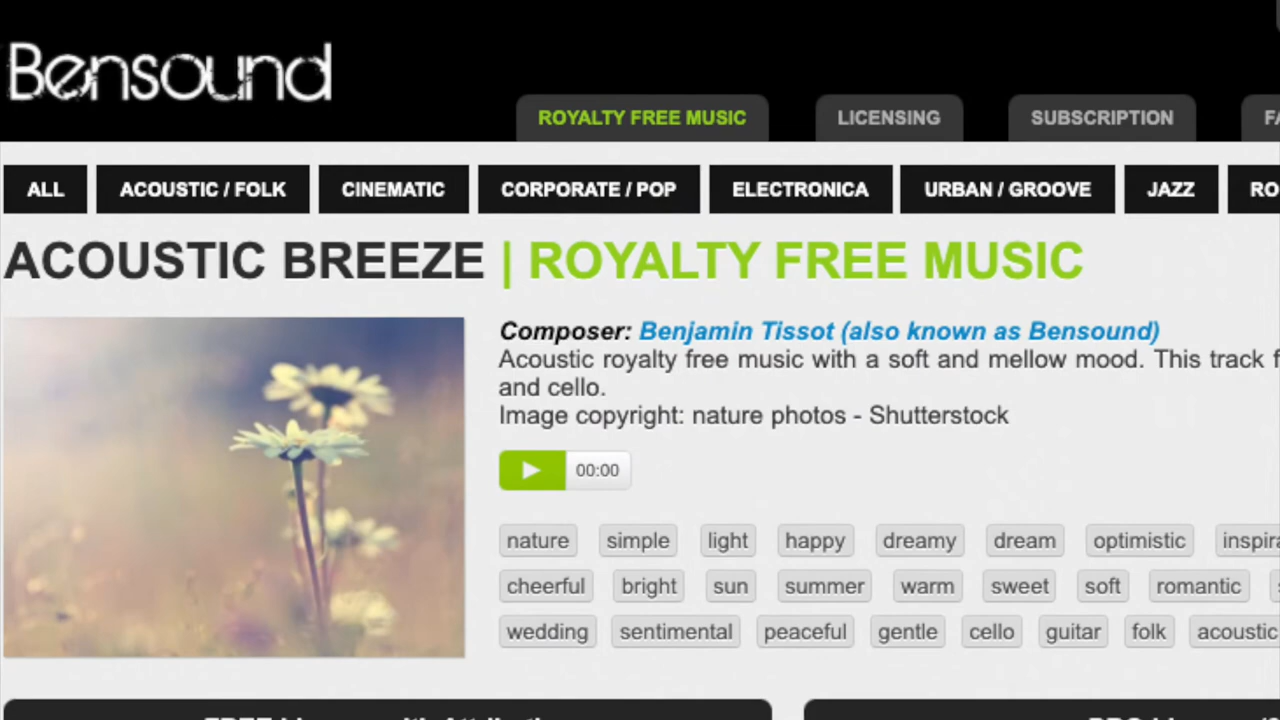 Bensound
ROYALTY FREE MUSIC LICENSING SUBSCRIPTION
ALL ACOUSTIC / FOLK CINEMATIC CORPORATE / POP ELECTRONICA URBAN / GROOVE JAZZ
ACOUSTIC BREEZE | ROYALTY FREE MUSIC
Composer: Benjamin Tissot (also known as Bensound)
Acoustic royalty free music with a soft and mellow mood. This track
and cello.
Image copyright: nature photos - Shutterstock
00:00
nature simple light happy dreamy dream optimistic
cheerful bright sun summer warm sweet soft romantic
wedding sentimental peaceful gentle cello guitar folk acoustic